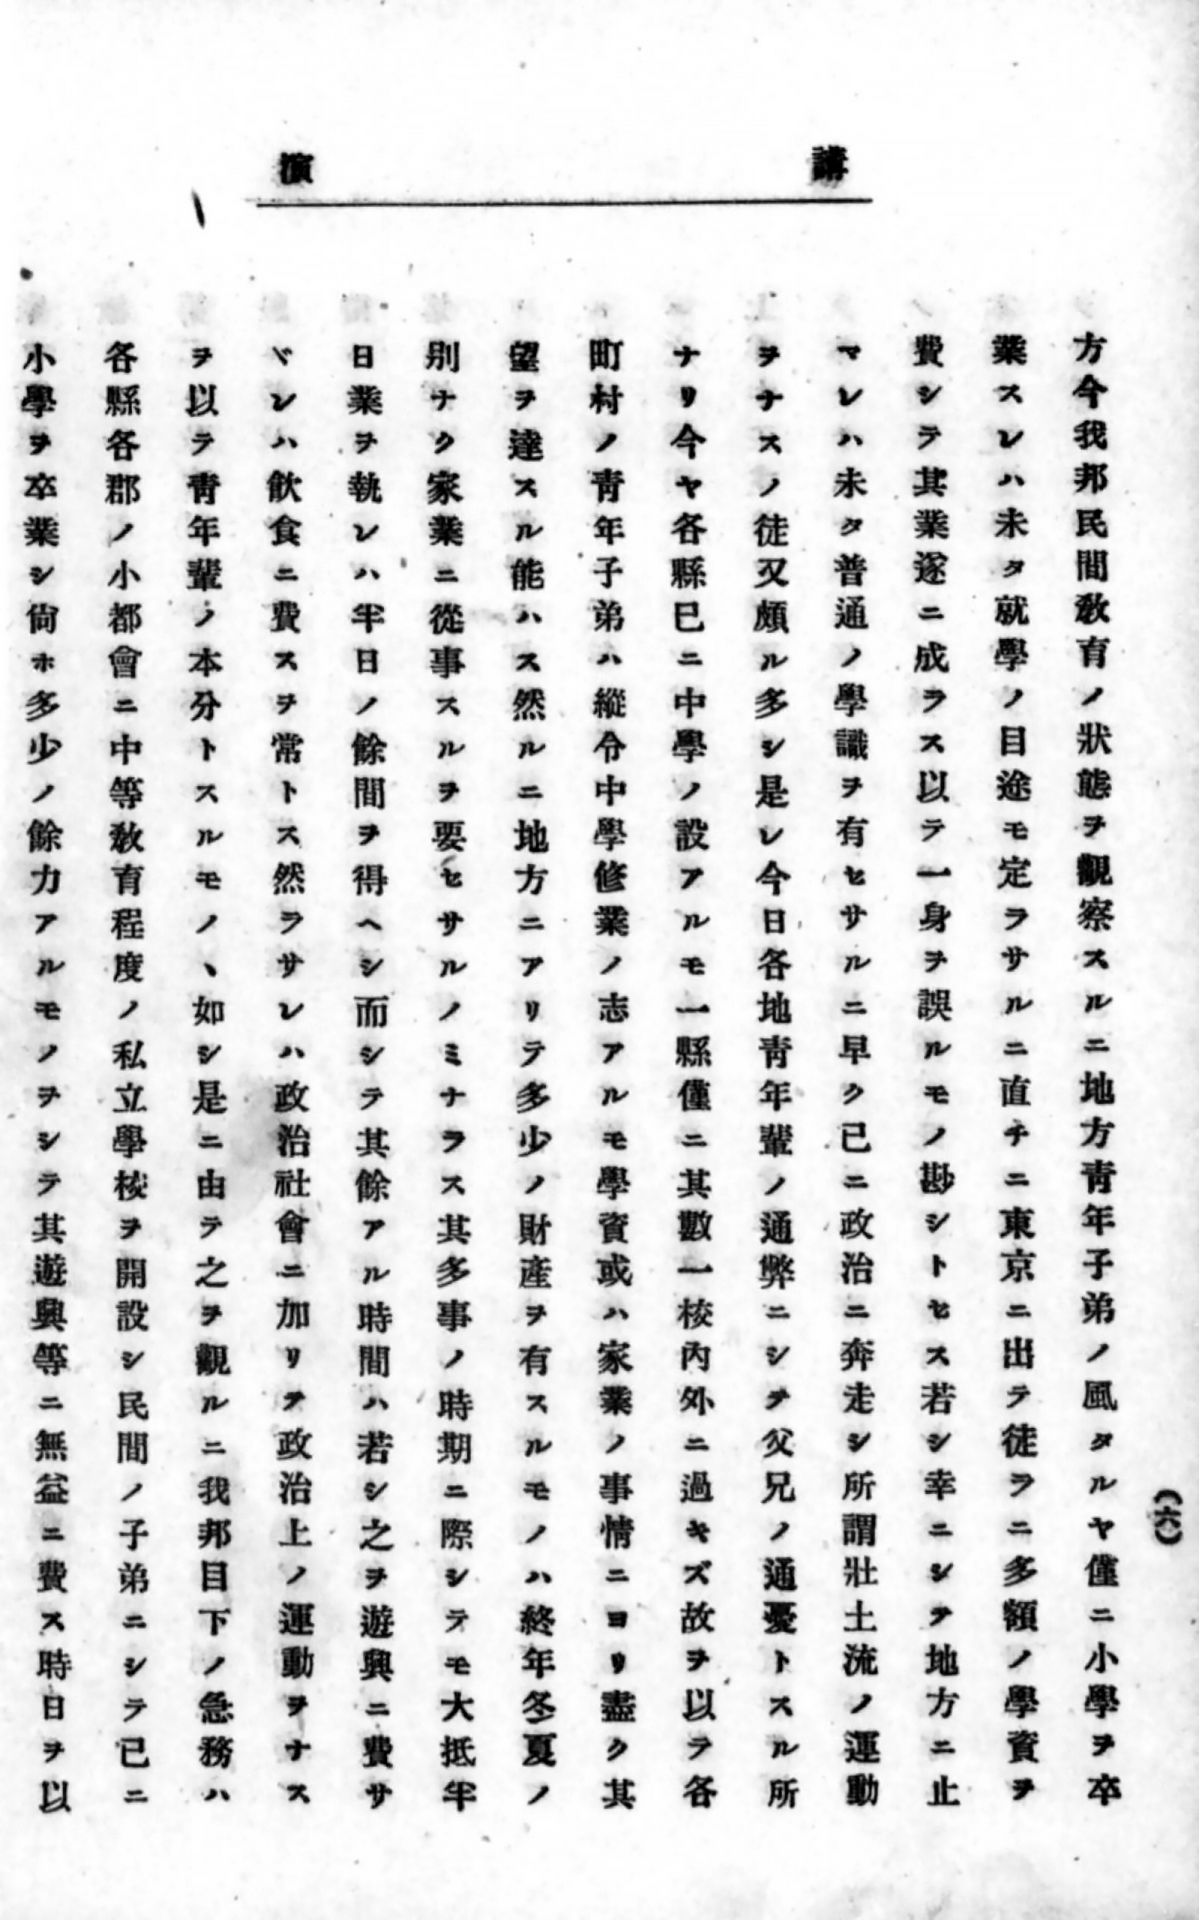 講演
(六)
方今我邦民間敎育ノ狀態ヲ觀察スルニ地方靑年子弟ノ風タルヤ僅ニ小學ヲ卒
業スレハ未タ就學ノ目途モ定ラサルニ直チニ東京ニ出テ徒ラニ多額ノ學資ヲ
費シテ其業遂ニ成ラス以テ一身ヲ誤ルモノ尠シトセス若シ幸ニシテ地方ニ止
マレハ未タ普通ノ學識ヲ有セサルニ早ク已ニ政治ニ奔走シ所謂壯士流ノ運動
ヲナスノ徒又頗ル多シ是レ今日各地靑年輩ノ通弊ニシテ父兄ノ通憂トスル所
ナリ今ヤ各縣已ニ中學ノ設アルモ一縣僅ニ其數一校內外ニ過キズ故ヲ以テ各
町村ノ靑年子弟ハ縱令中學修業ノ志アルモ學資或ハ家業ノ事情ニヨリ盡ク其
望ヲ達スル能ハス然ルニ地方ニアリテ多少ノ財產ヲ有スルモノハ終年冬夏ノ
別ナク家業ニ從事スルヲ要セサルノミナラス其多事ノ時期ニ際シテモ大抵半
日業ヲ執レハ半日ノ餘間ヲ得ヘシ而シテ其餘アル時間ハ若シ之ヲ遊興ニ費サ
ヾレハ飮食ニ費スヲ常トス然ラサレハ政治社會ニ加リテ政治上ノ運動ヲナス
ヲ以テ靑年輩ノ本分トスルモノヽ如シ是ニ由テ之ヲ觀ルニ我邦目下ノ急務ハ
各縣各郡ノ小都會ニ中等敎育程度ノ私立學校ヲ開設シ民間ノ子弟ニシテ已ニ
小學ヲ卒業シ尙ホ多少ノ餘力アルモノヲシテ其遊興等ニ無益ニ費ス時日ヲ以